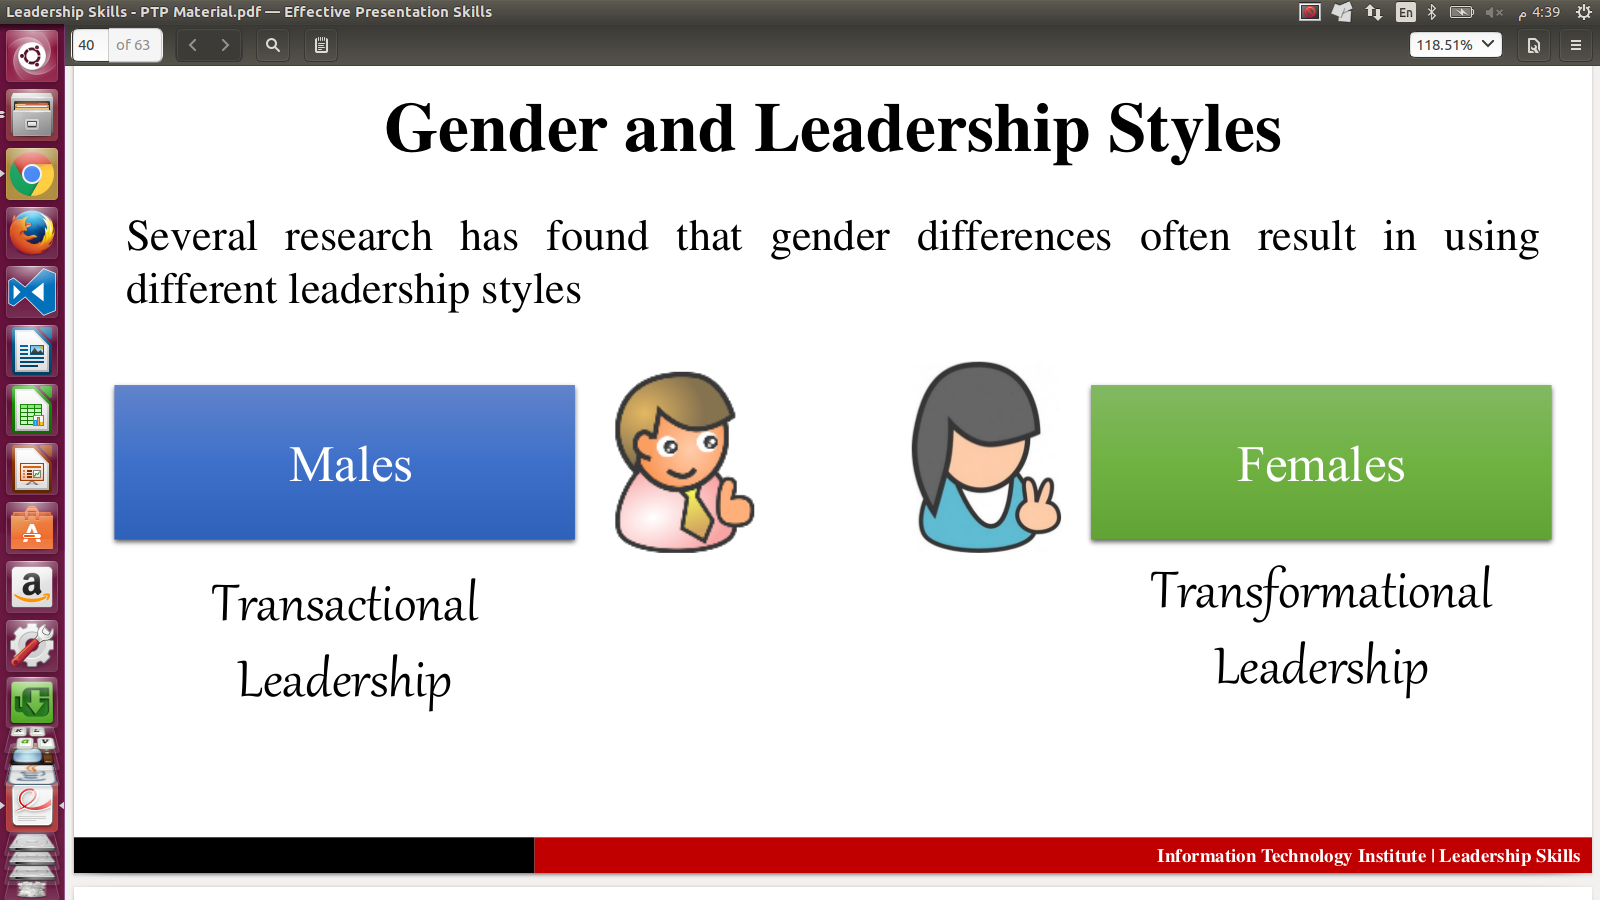 Leadership Skills - PTP Material.pdf — Effective Presentation Skills
En
4:39 م
40 of 63
118.51%
Gender and Leadership Styles
Several research has found that gender differences often result in using
different leadership styles
Males
Females
Transactional
Leadership
Transformational
Leadership
Information Technology Institute | Leadership Skills